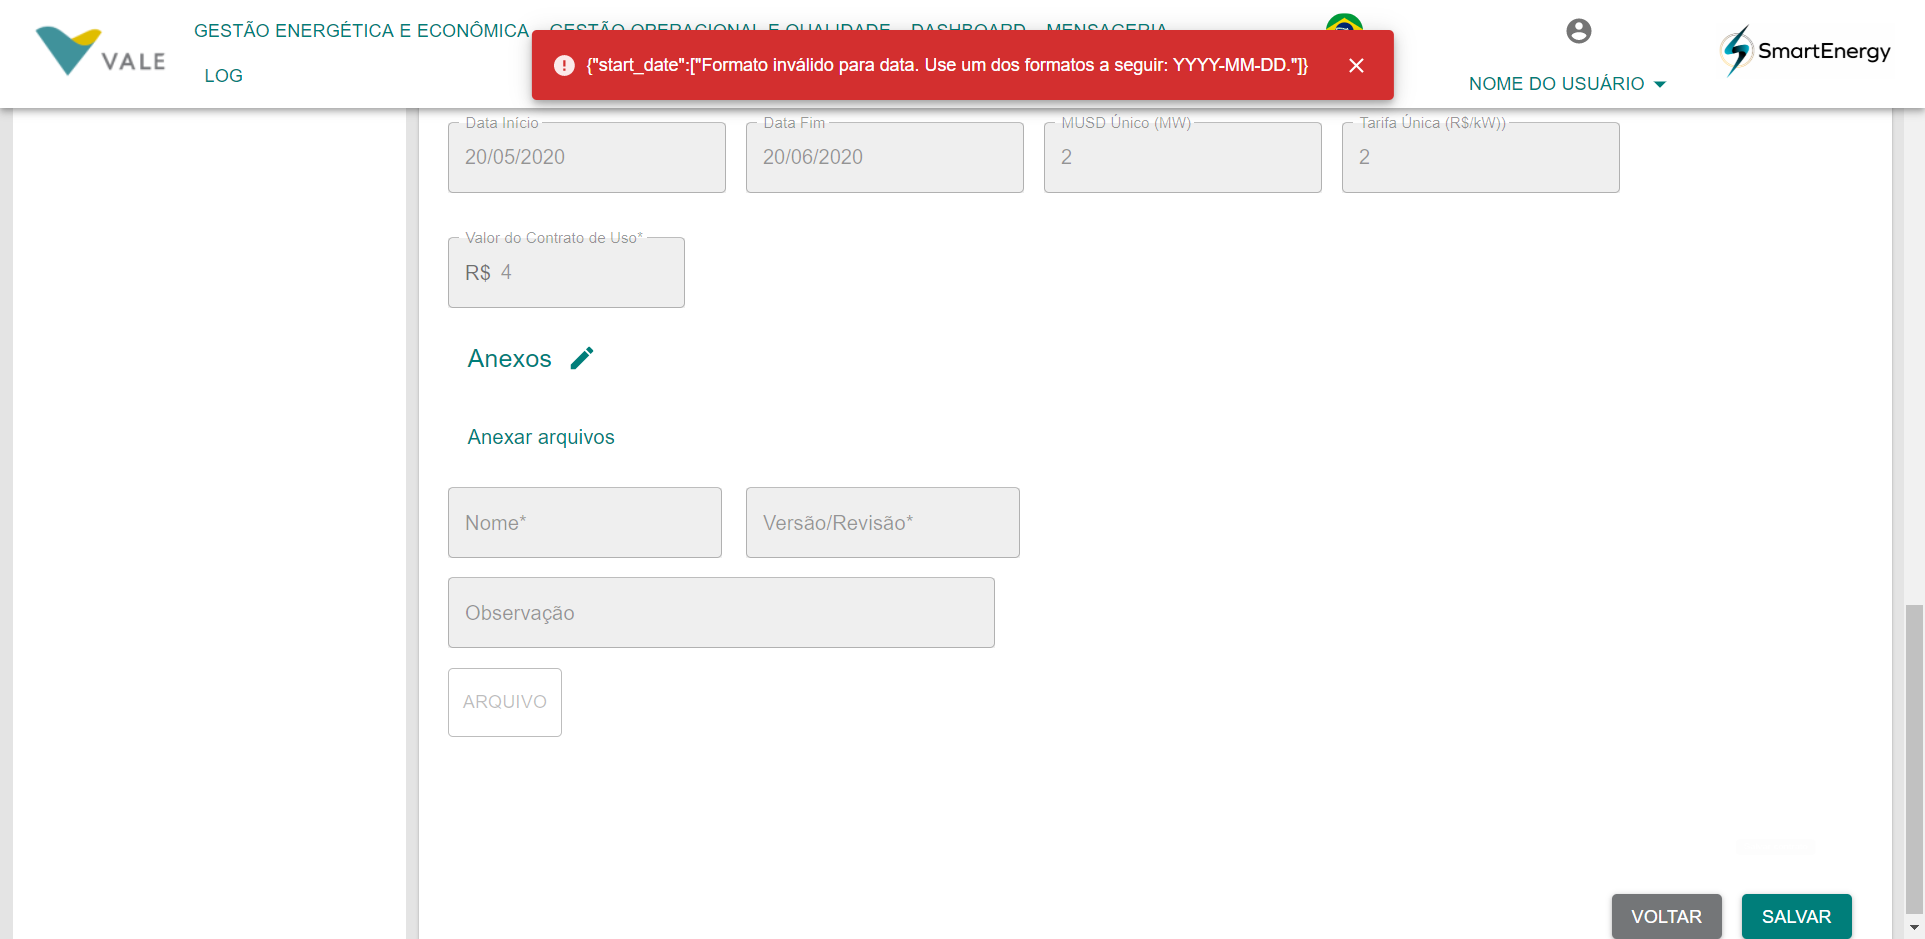 GESTÃO ENERGÉTICA E ECONÔMICA
GESTÃO OPERACIONAL E QUALIDADE
DASHBOARD
MENSAGERIA
VALE
LOG
{"start_date":["Formato inválido para data. Use um dos formatos a seguir: YYYY-MM-DD."]}
NOME DO USUÁRIO
SmartEnergy
Data Início
20/05/2020
Data Fim
20/06/2020
MUSD Único (MW)
2
Tarifa Única (R$/kW))
2
Valor do Contrato de Uso*
R$ 4
Anexos
Anexar arquivos
Nome*
Versão/Revisão*
Observação
ARQUIVO
VOLTAR
SALVAR